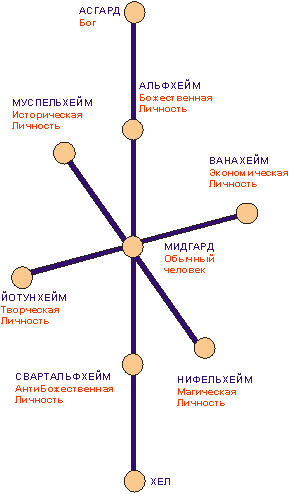 АСГАРД
Бог
АЛЬФХЕЙМ
Божественная
Личность
МУСПЕЛЬХЕЙМ
Историческая
Личность
ВАНАХЕЙМ
Экономическая
Личность
МИДГАРД
Обычный
человек
ЙОТУНХЕЙМ
Творческая
Личность
СВАРТАЛЬФХЕЙМ
АнтиБожественная
Личность
НИФЕЛЬХЕЙМ
Магическая
Личность
ХЕЛ